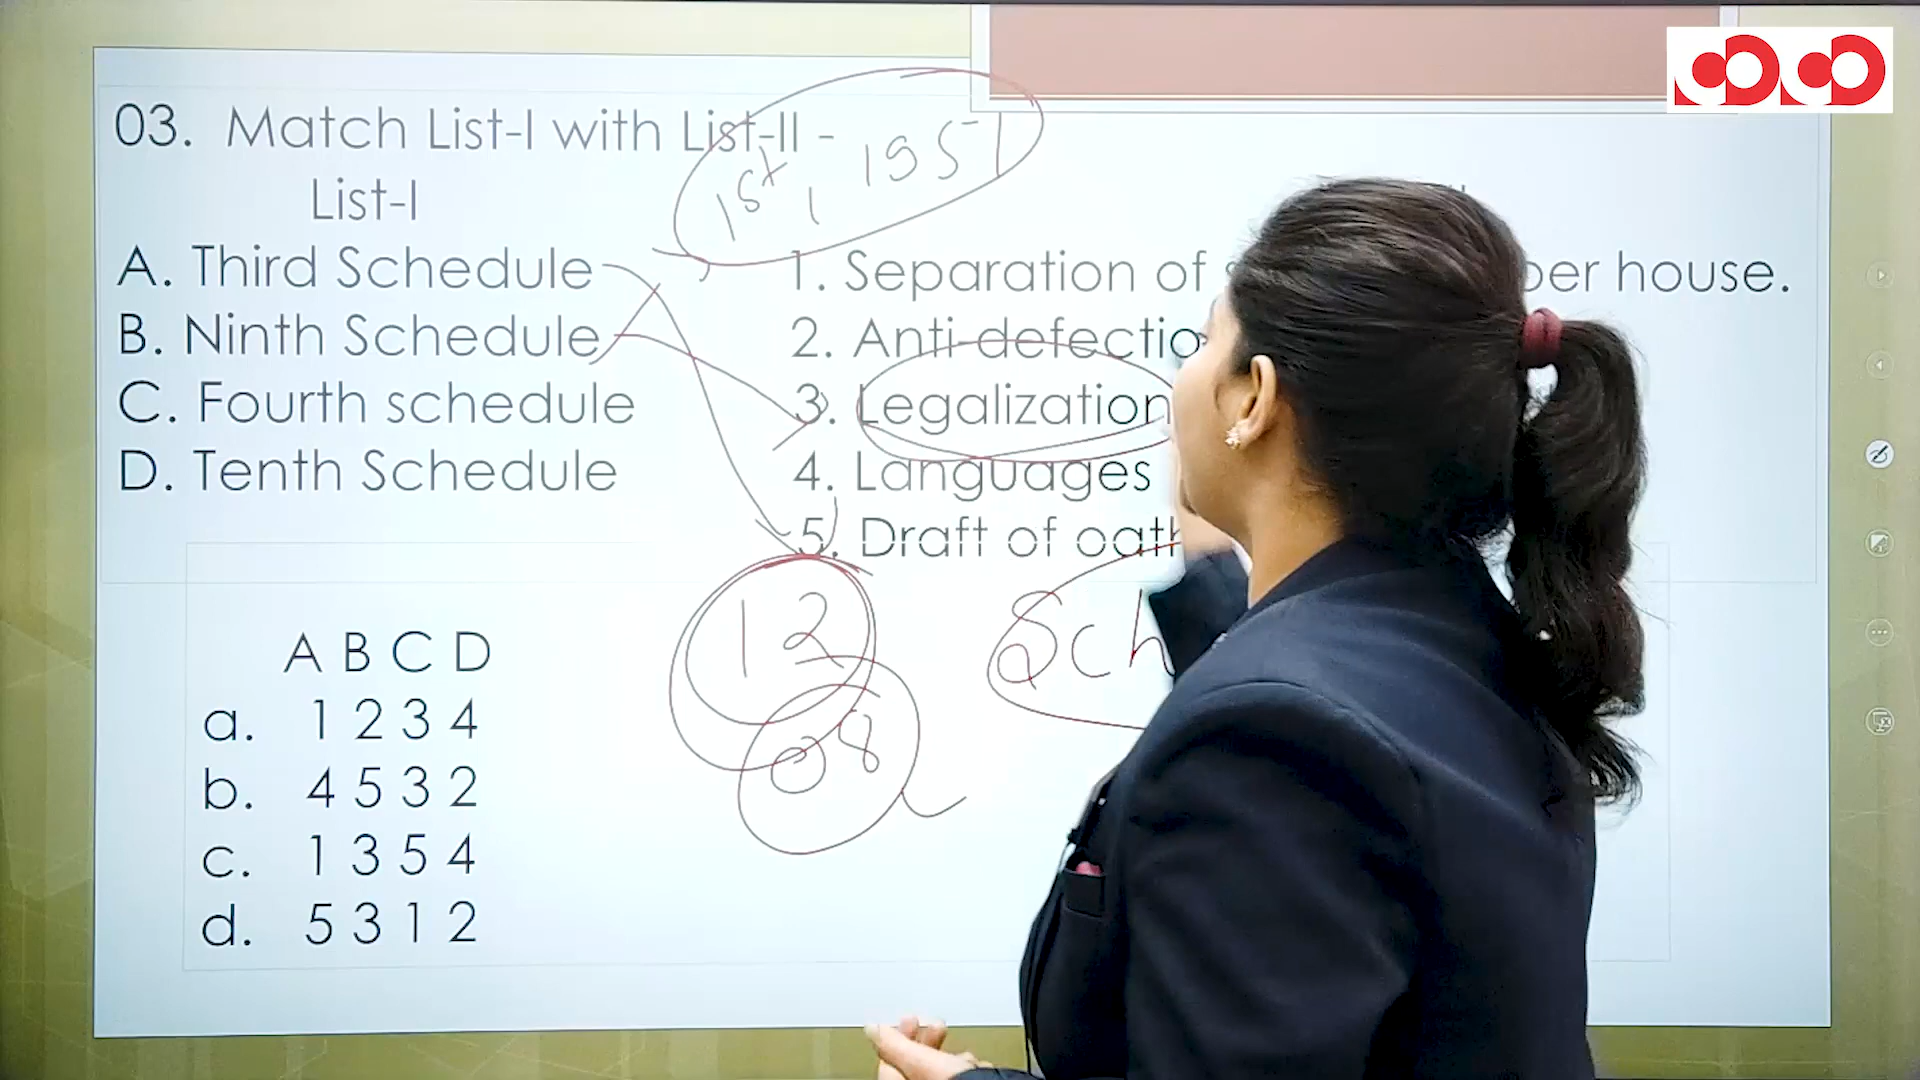 03. Match List-I with List-II -
List-I
1st, 1951
A. Third Schedule
1. Separation of per house.
B. Ninth Schedule
2. Anti-defectio
C. Fourth schedule
3. Legalization
D. Tenth Schedule
4. Languages
5. Draft of oath
12
08
Sch
A B C D
a. 1 2 3 4
b. 4 5 3 2
c. 1 3 5 4
d. 5 3 1 2